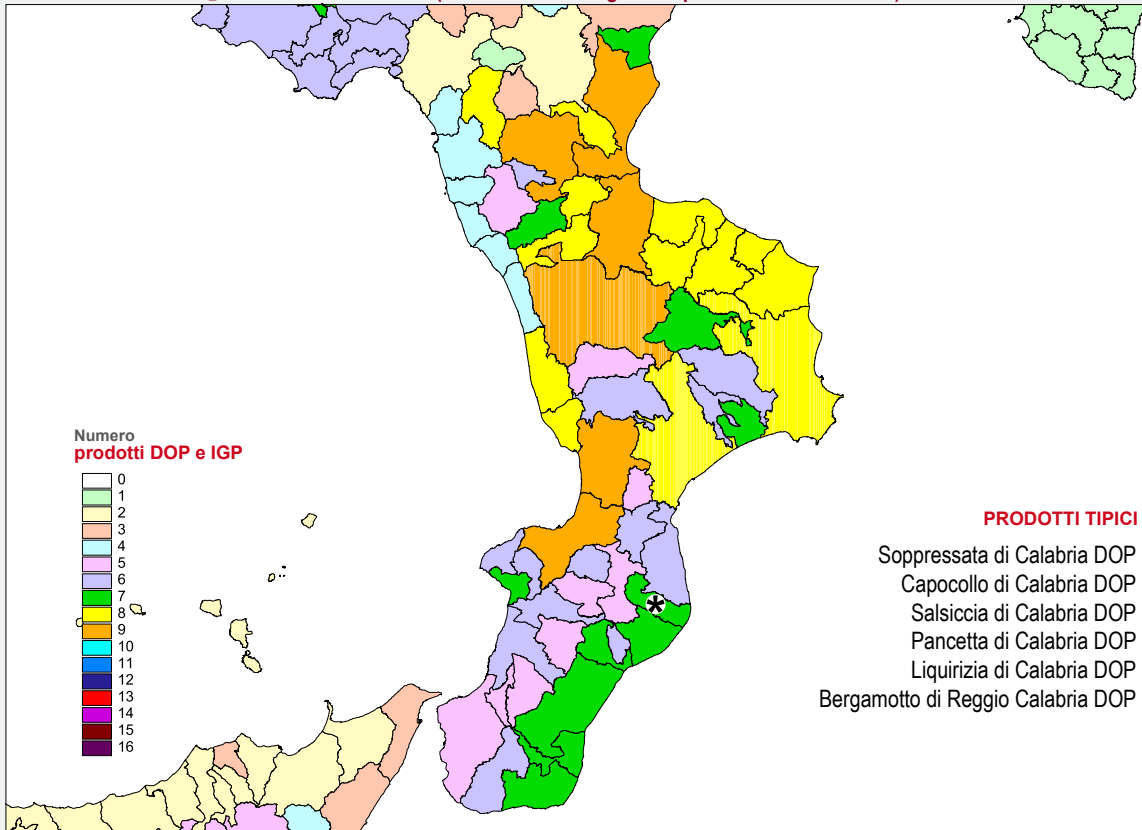 Numero
prodotti DOP e IGP
0
1
2
3
4
5
6
7
8
9
10
11
12
13
14
15
16
*
PRODOTTI TIPICI
Soppressata di Calabria DOP
Capocollo di Calabria DOP
Salsiccia di Calabria DOP
Pancetta di Calabria DOP
Liquirizia di Calabria DOP
Bergamotto di Reggio Calabria DOP